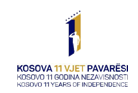 KOSOVA 11 VJET PAVARËSI
KOSOVO 11 GODINA NEZAVISNOSTI
KOSOVO 11 YEARS OF INDEPENDENCE